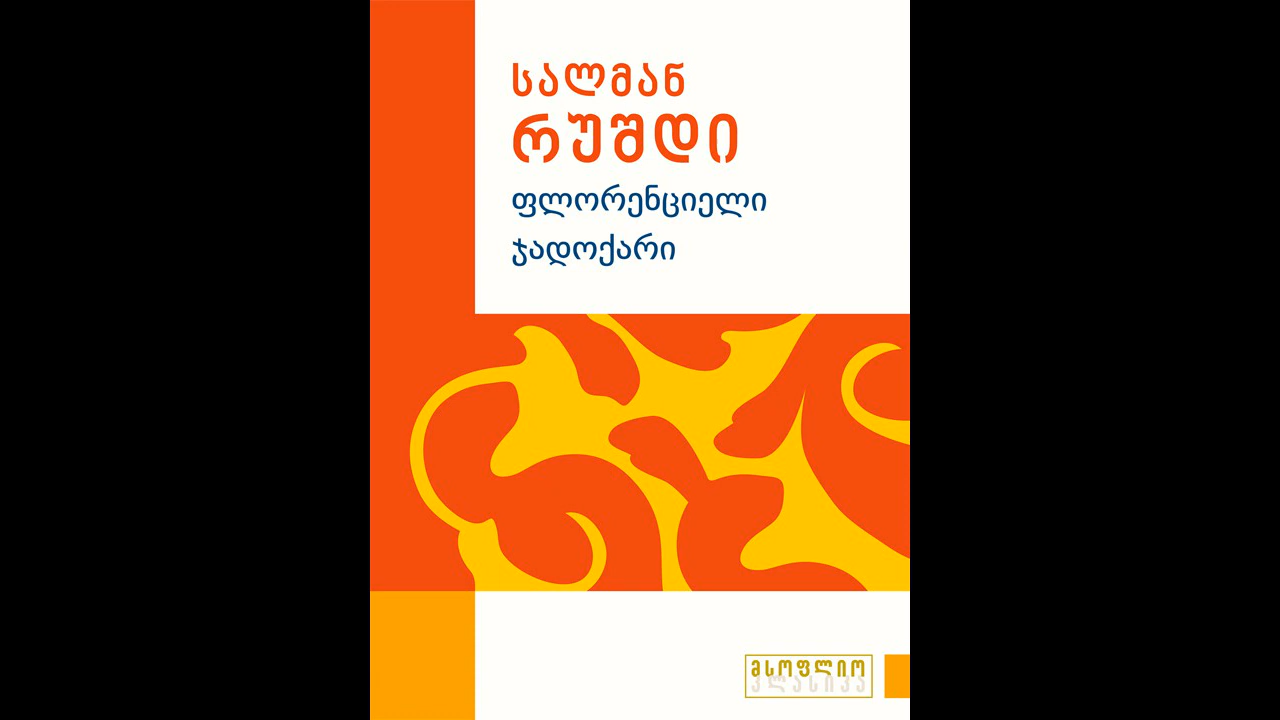 სალმან
რუშდი
ფლორენციელი
ჯადოქარი
მსოფლიო
კლასიკა